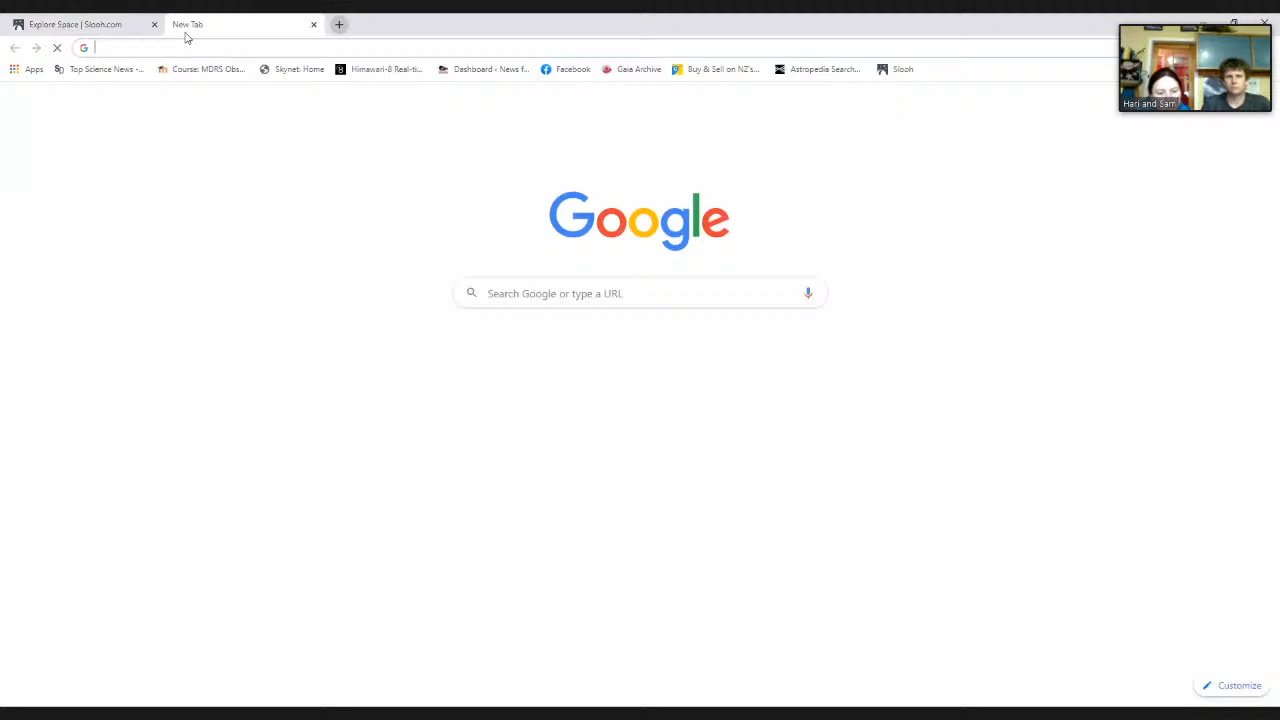 Explore Space | Slooh.com
New Tab
Apps
Top Science News -...
Course: MDRS Obs...
Skynet: Home
Himawari-8 Real-ti...
Dashboard - News f...
Facebook
Gaia Archive
Buy & Sell on NZ's...
Astropedia Search...
Slooh
Hari and Sam
Google
Search Google or type a URL
Customize